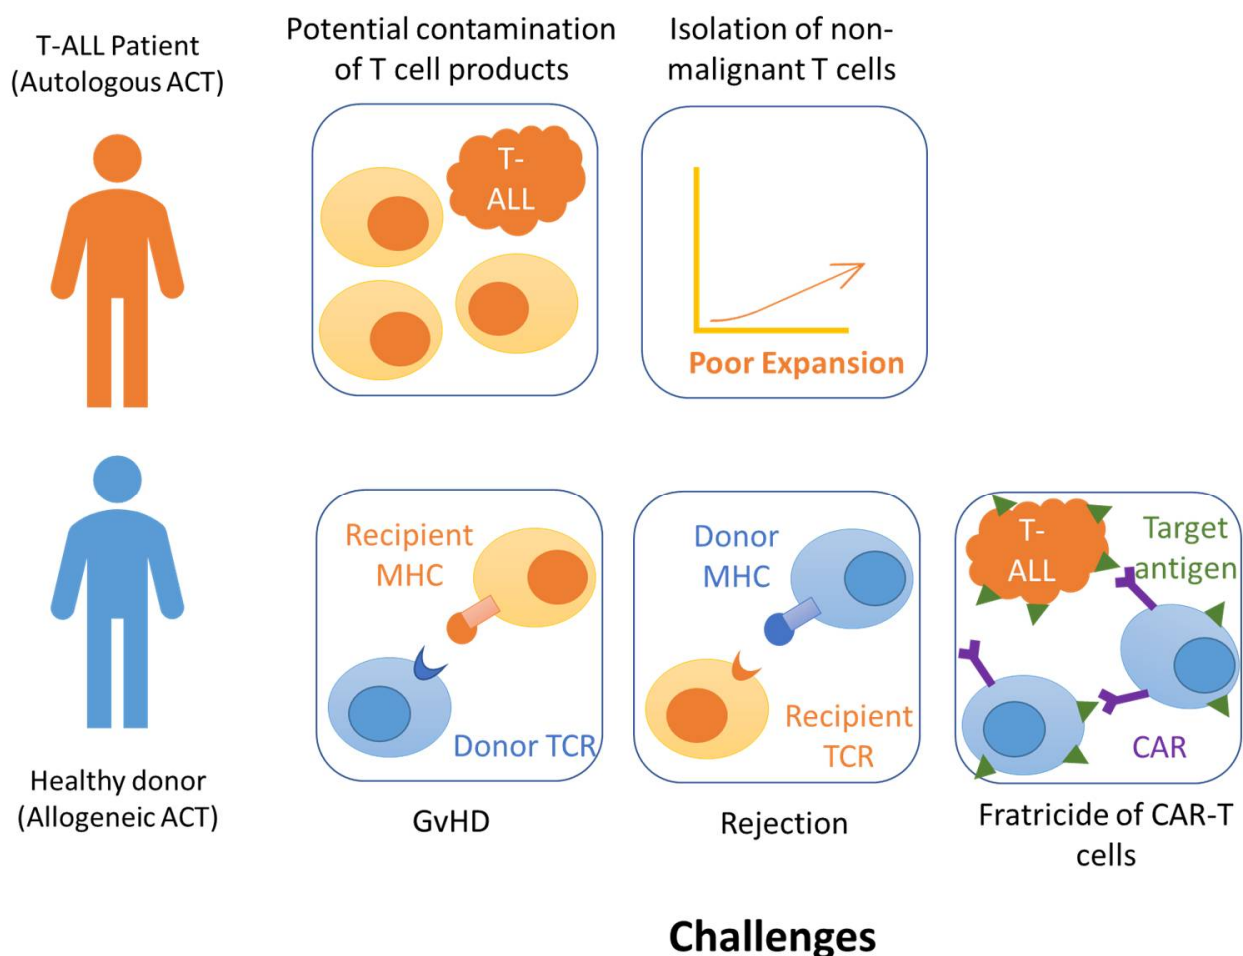 T-ALL Patient
(Autologous ACT)
Potential contamination
of T cell products
Isolation of non-
malignant T cells
T-
ALL
Poor Expansion
Healthy donor
(Allogeneic ACT)
Recipient
MHC
Donor TCR
GvHD
Donor
MHC
Recipient
TCR
Rejection
T-
ALL
Target
antigen
CAR
Fratricide of CAR-T
cells
Challenges